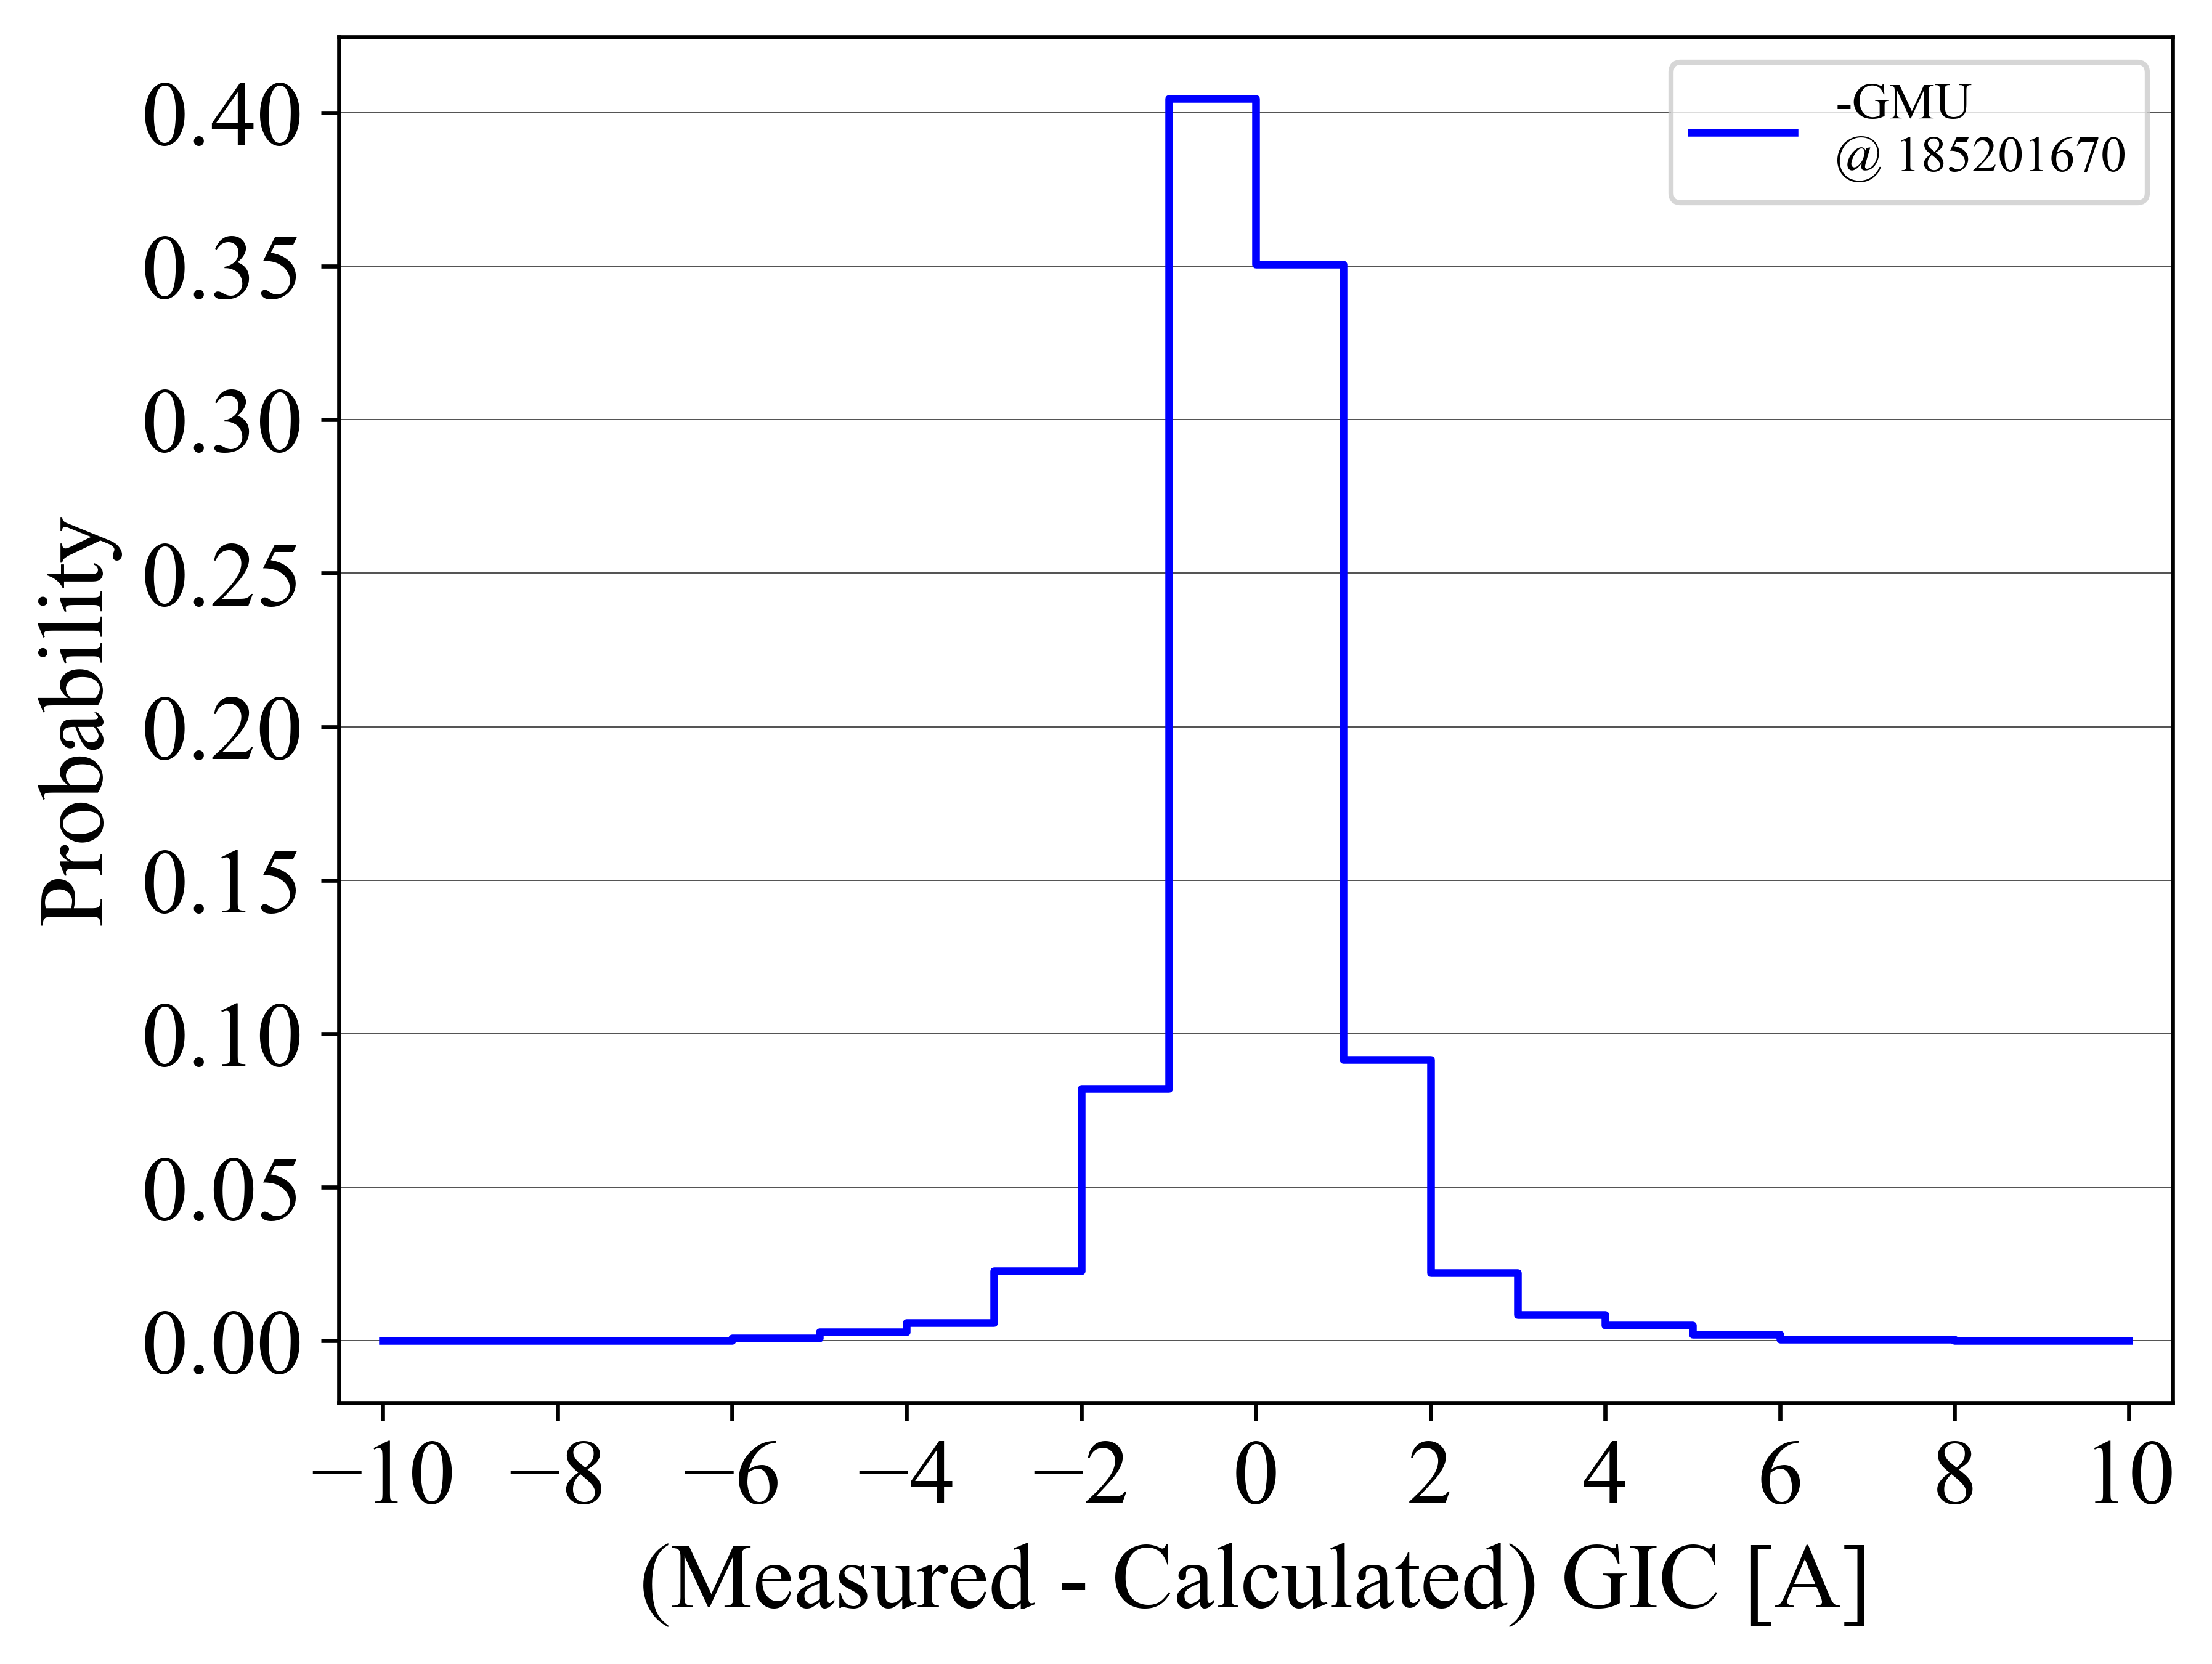 -GMU
@ 185201670
0.40
0.35
0.30
0.25
0.20
0.15
0.10
0.05
0.00
Probability
−10 −8 −6 −4 −2 0 2 4 6 8 10
(Measured - Calculated) GIC [A]